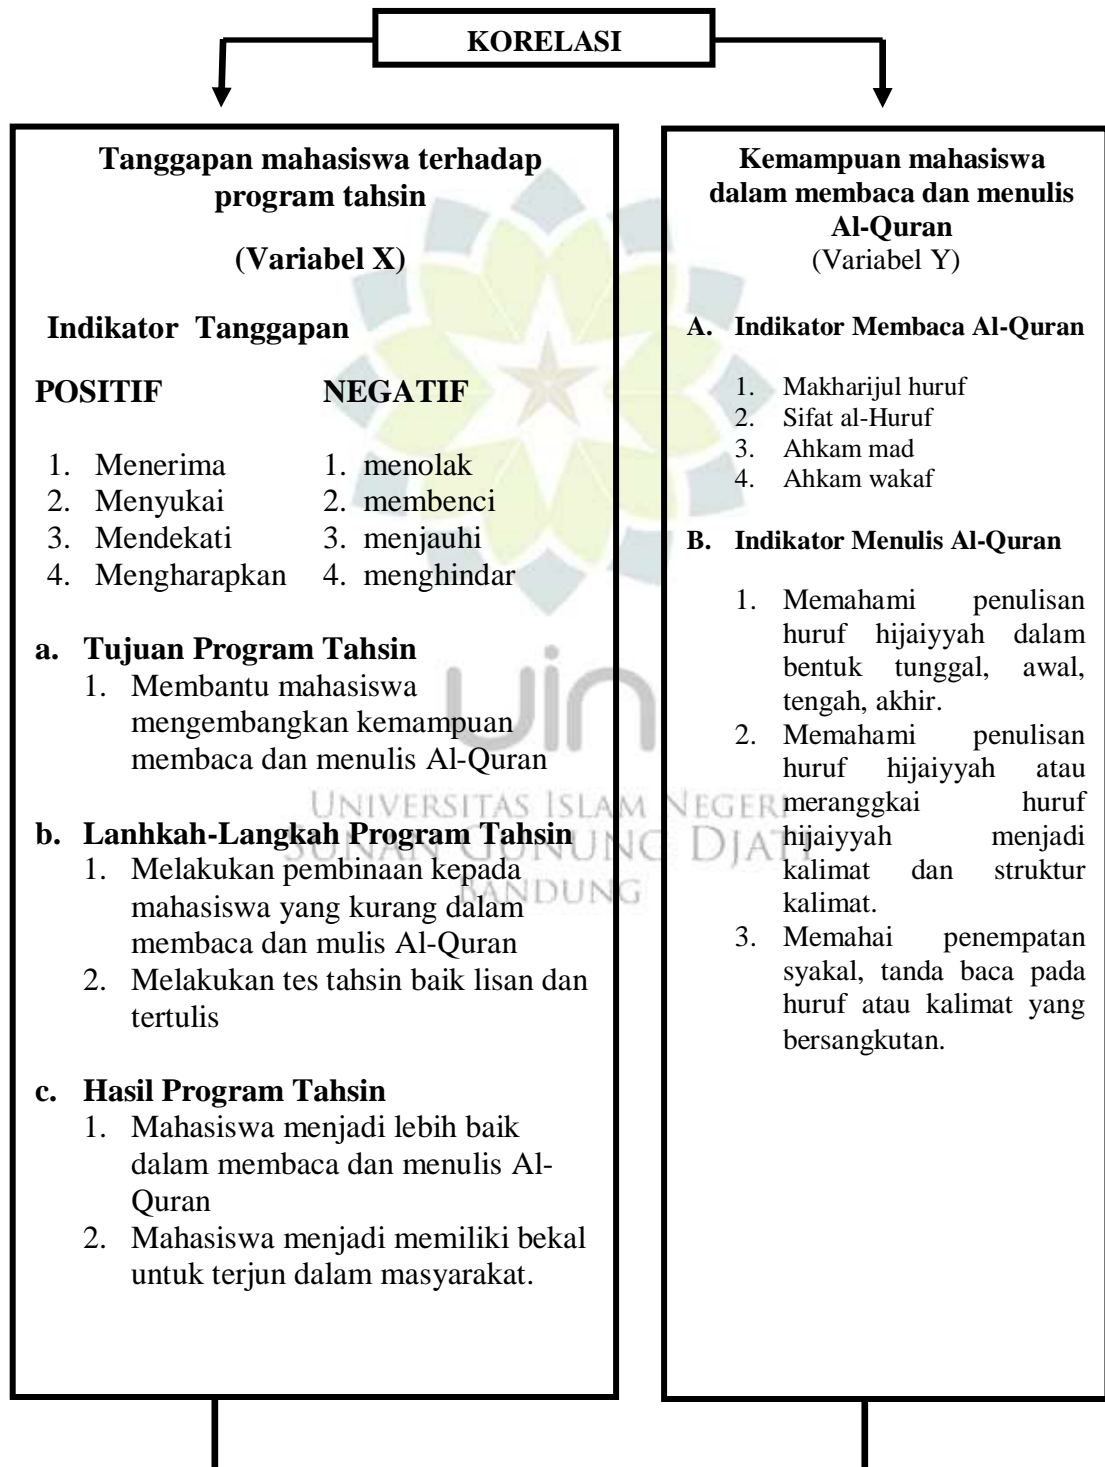 KORELASI
Tanggapan mahasiswa terhadap
program tahsin
(Variabel X)
Indikator Tanggapan
POSITIF NEGATIF
1. Menerima 1. menolak
2. Menyukai 2. membenci
3. Mendekati 3. menjauhi
4. Mengharapkan 4. menghindar
a. Tujuan Program Tahsin
1. Membantu mahasiswa
mengembangkan kemampuan
membaca dan menulis Al-Quran
b. Lanhkah-Langkah Program Tahsin
1. Melakukan pembinaan kepada
mahasiswa yang kurang dalam
membaca dan mulis Al-Quran
2. Melakukan tes tahsin baik lisan dan
tertulis
c. Hasil Program Tahsin
1. Mahasiswa menjadi lebih baik
dalam membaca dan menulis Al-
Quran
2. Mahasiswa menjadi memiliki bekal
untuk terjun dalam masyarakat.
Kemampuan mahasiswa
dalam membaca dan menulis
Al-Quran
(Variabel Y)
A. Indikator Membaca Al-Quran
1. Makharijul huruf
2. Sifat al-Huruf
3. Ahkam mad
4. Ahkam wakaf
B. Indikator Menulis Al-Quran
1. Memahami penulisan
huruf hijaiyyah dalam
bentuk tunggal, awal,
tengah, akhir.
2. Memahami penulisan
huruf hijaiyyah atau
meranggkai huruf
hijaiyyah menjadi
kalimat dan struktur
kalimat.
3. Memahai penempatan
syakal, tanda baca pada
huruf atau kalimat yang
bersangkutan.
uin
UNIVERSITAS ISLAM NEGERI
SUNAN GUNUNG DJATI
BANDUNG